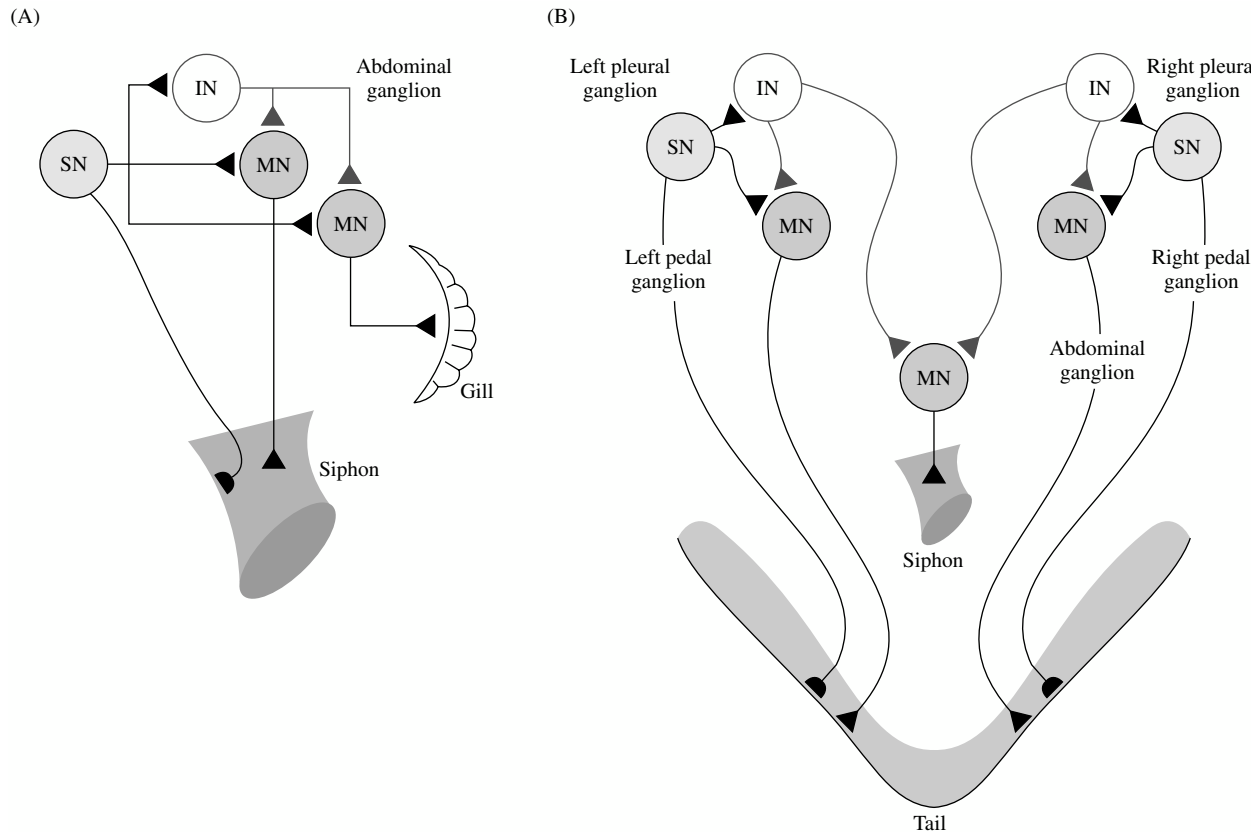 (A)
Abdominal
ganglion
IN
SN
MN
MN
Gill
Siphon
(B)
Left pleural
ganglion
IN
IN
Right pleura
ganglion
SN
SN
MN
MN
Left pedal
ganglion
Right pedal
ganglion
Abdominal
ganglion
MN
Siphon
Tail